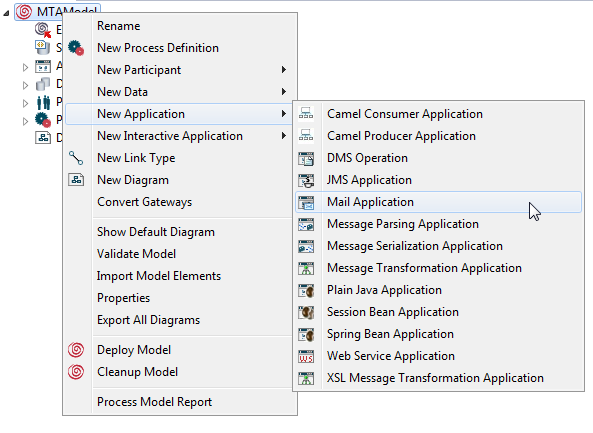 MTAModel
Rename
New Process Definition
New Participant
New Data
New Application
New Interactive Application
New Link Type
New Diagram
Convert Gateways
Show Default Diagram
Validate Model
Import Model Elements
Properties
Export All Diagrams
Deploy Model
Cleanup Model
Process Model Report
Camel Consumer Application
Camel Producer Application
DMS Operation
JMS Application
Mail Application
Message Parsing Application
Message Serialization Application
Message Transformation Application
Plain Java Application
Session Bean Application
Spring Bean Application
Web Service Application
XSL Message Transformation Application